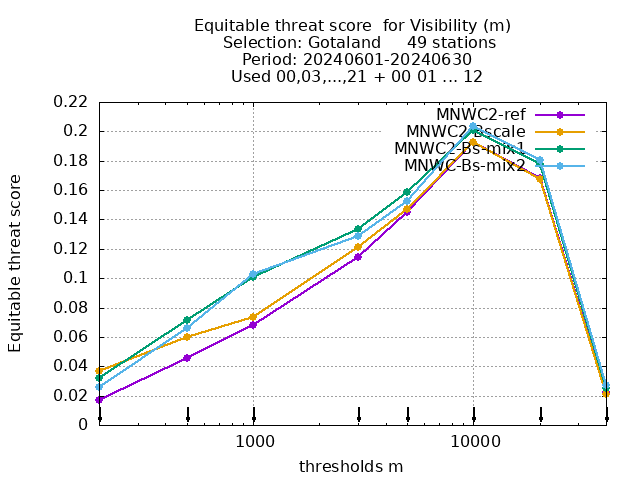 Equitable threat score  for Visibility (m)
Selection: Gotaland     49 stations
Period: 20240601-20240630
Used 00,03,...,21 + 00 01 ... 12
MNWC2-ref
MNWC2-Bscale
MNWC2-Bs-mix1
MNWC-Bs-mix2
Equitable threat score
0.22
0.2
0.18
0.16
0.14
0.12
0.1
0.08
0.06
0.04
0.02
0
1000 10000
thresholds m